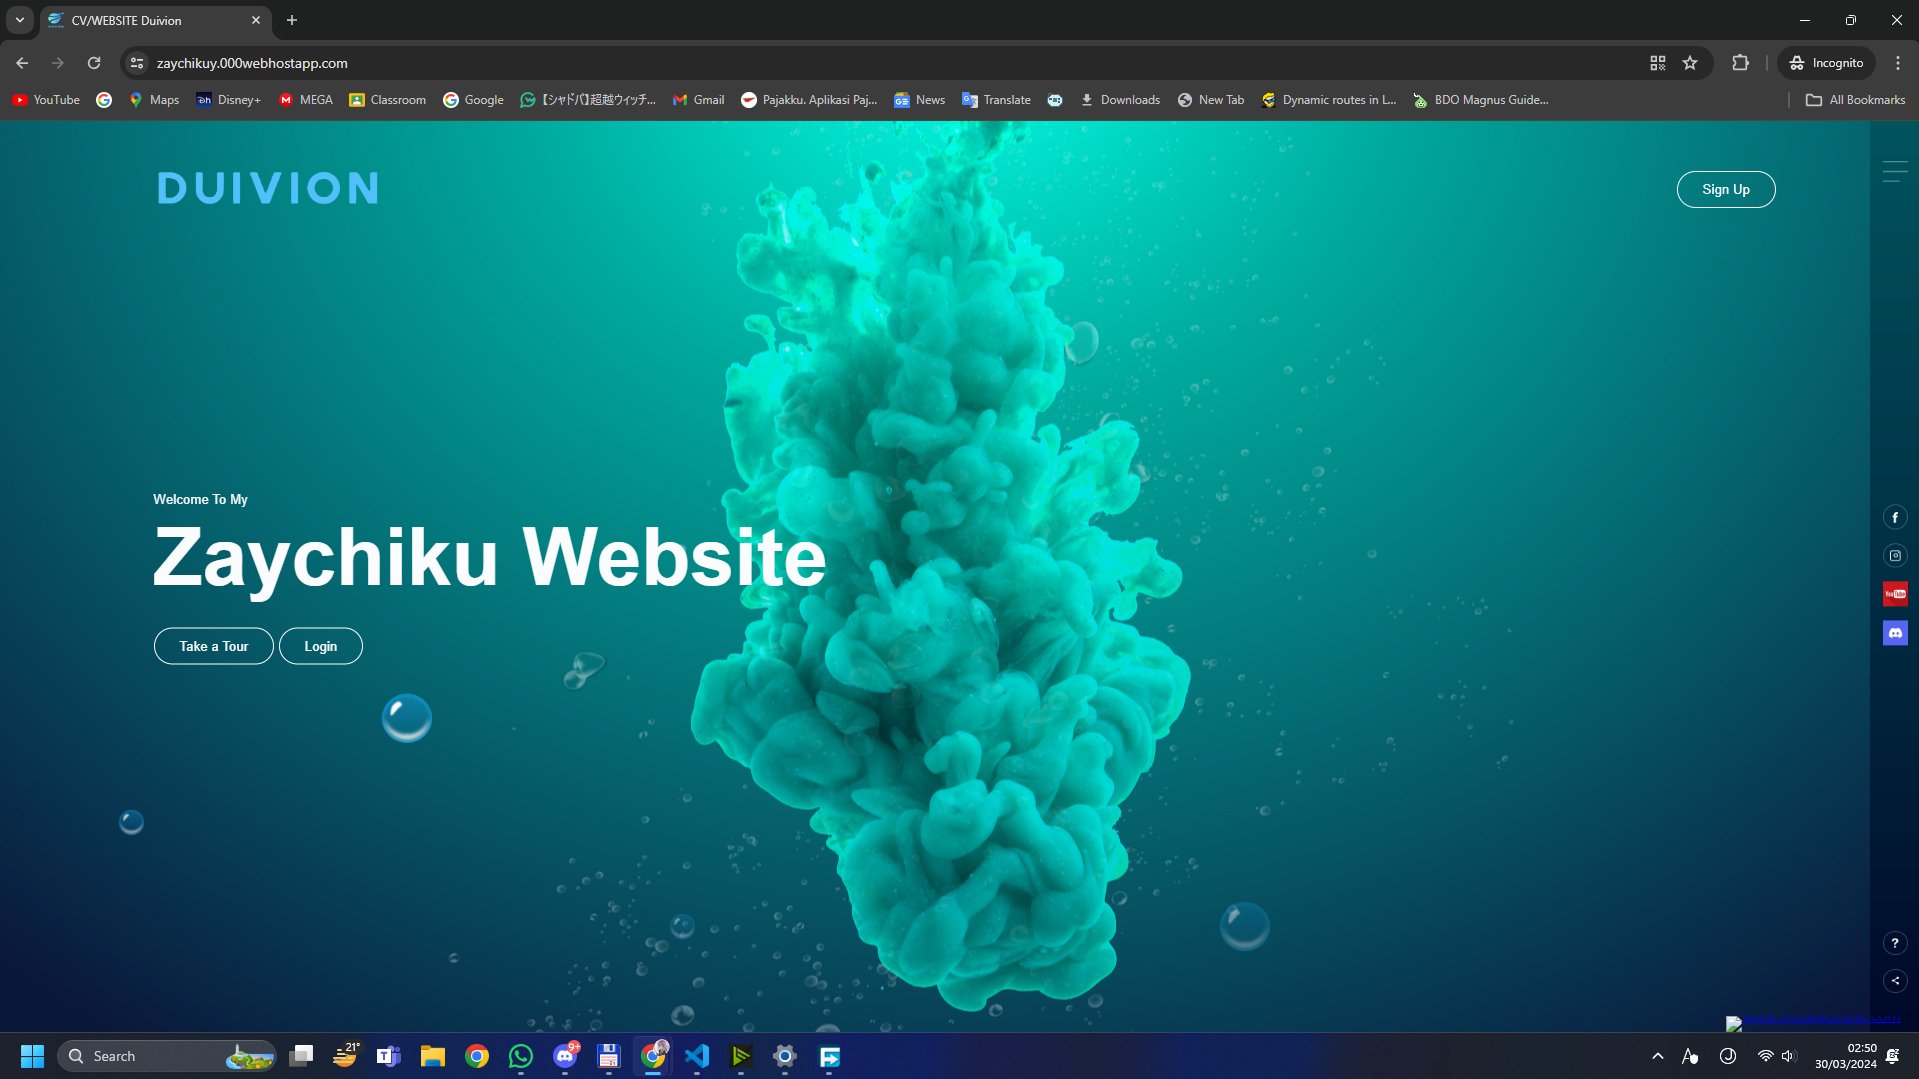 CV/WEBSITE Duivion
zaychikuy.000webhostapp.com
Incognito
YouTube
Maps
Disney+
MEGA
Classroom
Google
【シャドバ】超越ウィッチ...
Gmail
Pajakku. Aplikasi Paj...
News
Translate
Downloads
New Tab
Dynamic routes in L...
BDO Magnus Guide...
All Bookmarks
DUIVION
Sign Up
Welcome To My
Zaychiku Website
Take a Tour
Login
YouTube
?
Search
21°
9+
02:50
30/03/2024